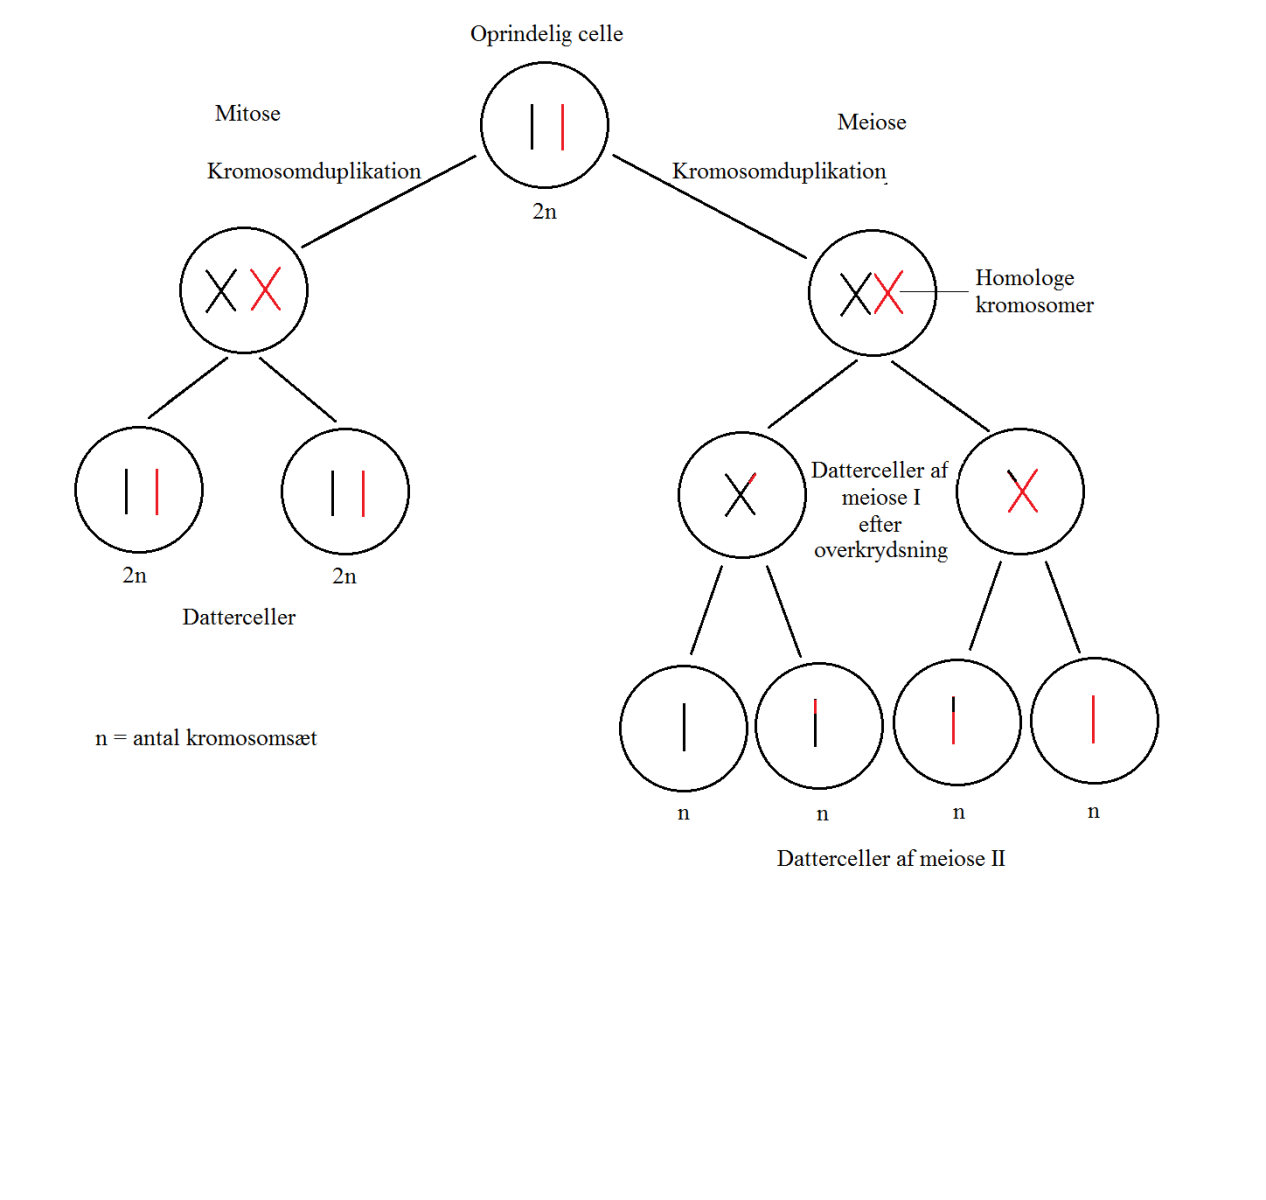 Oprindelig celle
Mitose
Meiose
Kromosomduplikation
Kromosomduplikation
2n
Homologe
kromosomer
Datterceller af
meiose I
efter
overkrydsning
2n
2n
Datterceller
n = antal kromosomsæt
n
n
n
n
Datterceller af meiose II